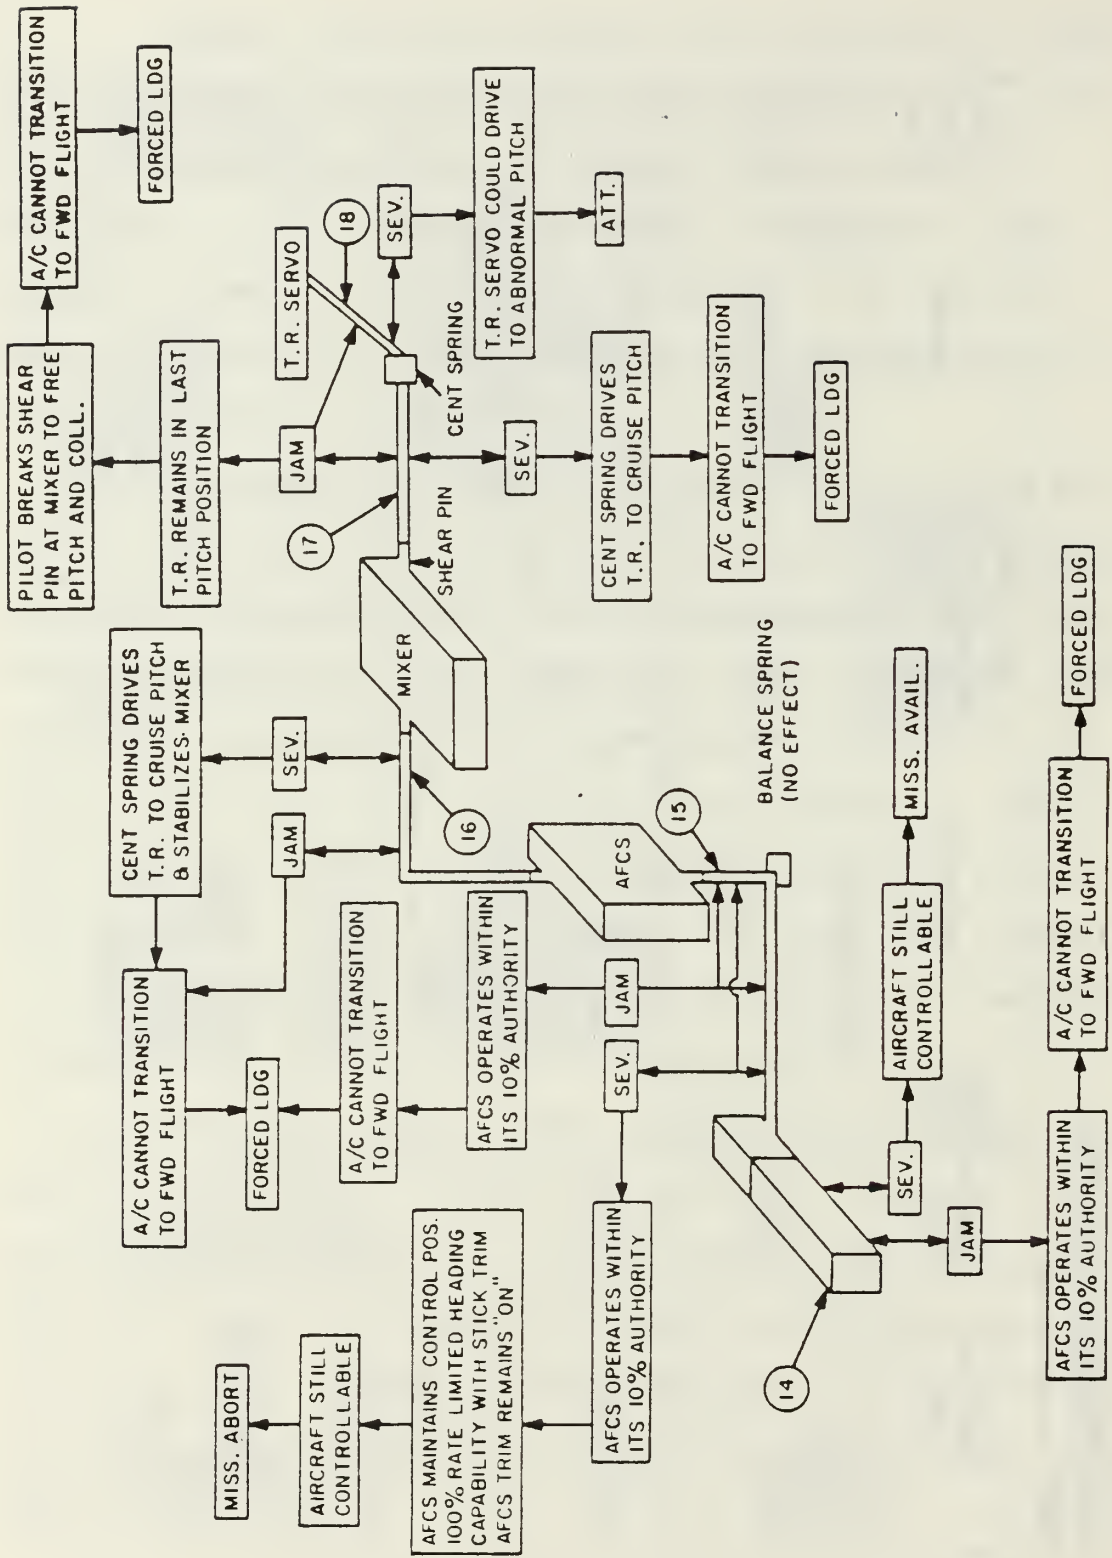 MISS. ABORT
AIRCRAFT STILL
CONTROLLABLE
AFCS MAINTAINS CONTROL POS.
100% RATE LIMITED HEADING
CAPABILITY WITH STICK TRIM
AFCS TRIM REMAINS "ON"
AFCS OPERATES WITHIN
ITS 10% AUTHORITY
SEV.
JAM
A/C CANNOT TRANSITION
TO FWD FLIGHT
FORCED LDG
A/C CANNOT TRANSITION
TO FWD FLIGHT
AFCS OPERATES WITHIN
ITS 10% AUTHORITY
CENT SPRING DRIVES
T.R. TO CRUISE PITCH
& STABILIZES MIXER
JAM
SEV.
PILOT BREAKS SHEAR
PIN AT MIXER TO FREE
PITCH AND COLL.
T.R. REMAINS IN LAST
PITCH POSITION
JAM
A/C CANNOT TRANSITION
TO FWD FLIGHT
FORCED LDG
T.R. SERVO
18
SEV.
17
MIXER
SHEAR PIN
CENT SPRING
16
AFCS
15
BALANCE SPRING
(NO EFFECT)
T.R. SERVO COULD DRIVE
TO ABNORMAL PITCH
ATT.
SEV.
CENT SPRING DRIVES
T.R. TO CRUISE PITCH
A/C CANNOT TRANSITION
TO FWD FLIGHT
FORCED LDG
14
SEV.
AIRCRAFT STILL
CONTROLLABLE
MISS. AVAIL.
JAM
AFCS OPERATES WITHIN
ITS 10% AUTHORITY
A/C CANNOT TRANSITION
TO FWD FLIGHT
FORCED LDG